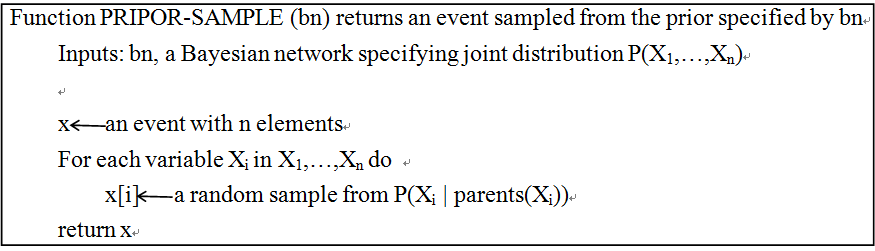 Function PRIPOR-SAMPLE (bn) returns an event sampled from the prior specified by bn↵
Inputs: bn, a Bayesian network specifying joint distribution P(X₁,…,Xₙ)↵
↵
x←an event with n elements↵
For each variable Xᵢ in X₁,…,Xₙ do ↵
x[i]←a random sample from P(Xᵢ | parents(Xᵢ))↵
return x↵